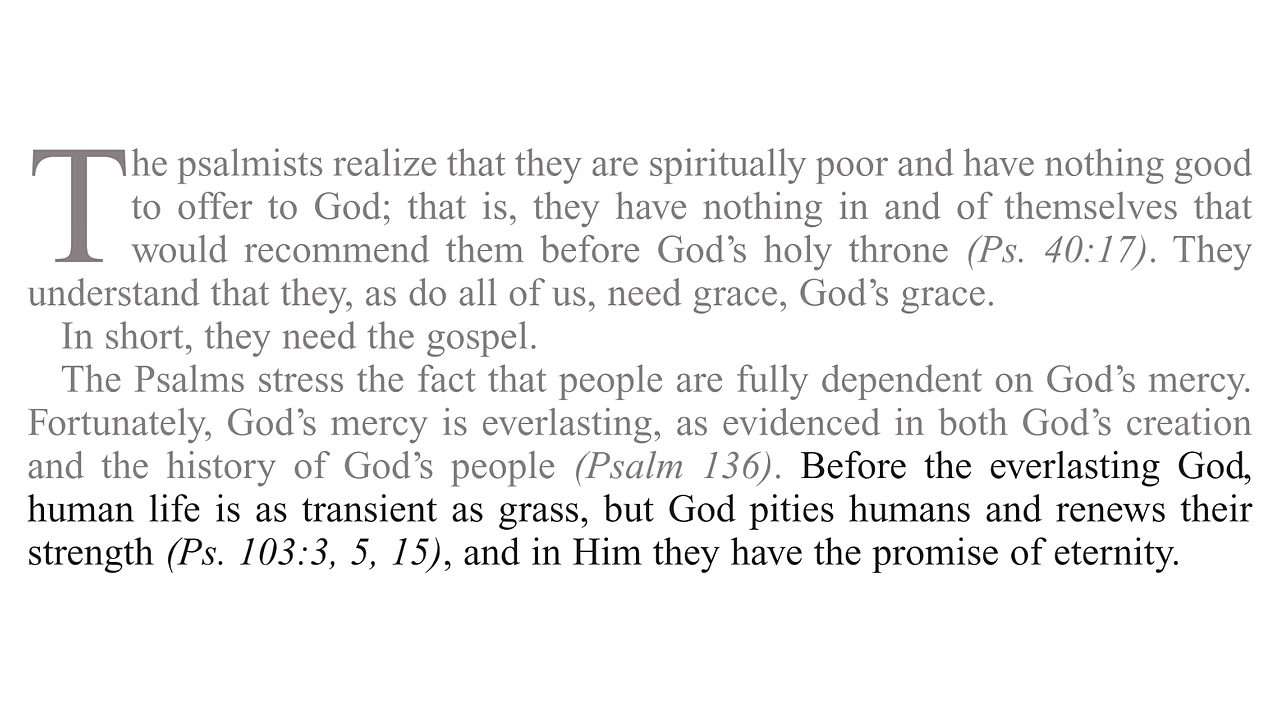 The psalmists realize that they are spiritually poor and have nothing good
to offer to God; that is, they have nothing in and of themselves that
would recommend them before God’s holy throne (Ps. 40:17). They
understand that they, as do all of us, need grace, God’s grace.
In short, they need the gospel.
The Psalms stress the fact that people are fully dependent on God’s mercy.
Fortunately, God’s mercy is everlasting, as evidenced in both God’s creation
and the history of God’s people (Psalm 136). Before the everlasting God,
human life is as transient as grass, but God pities humans and renews their
strength (Ps. 103:3, 5, 15), and in Him they have the promise of eternity.